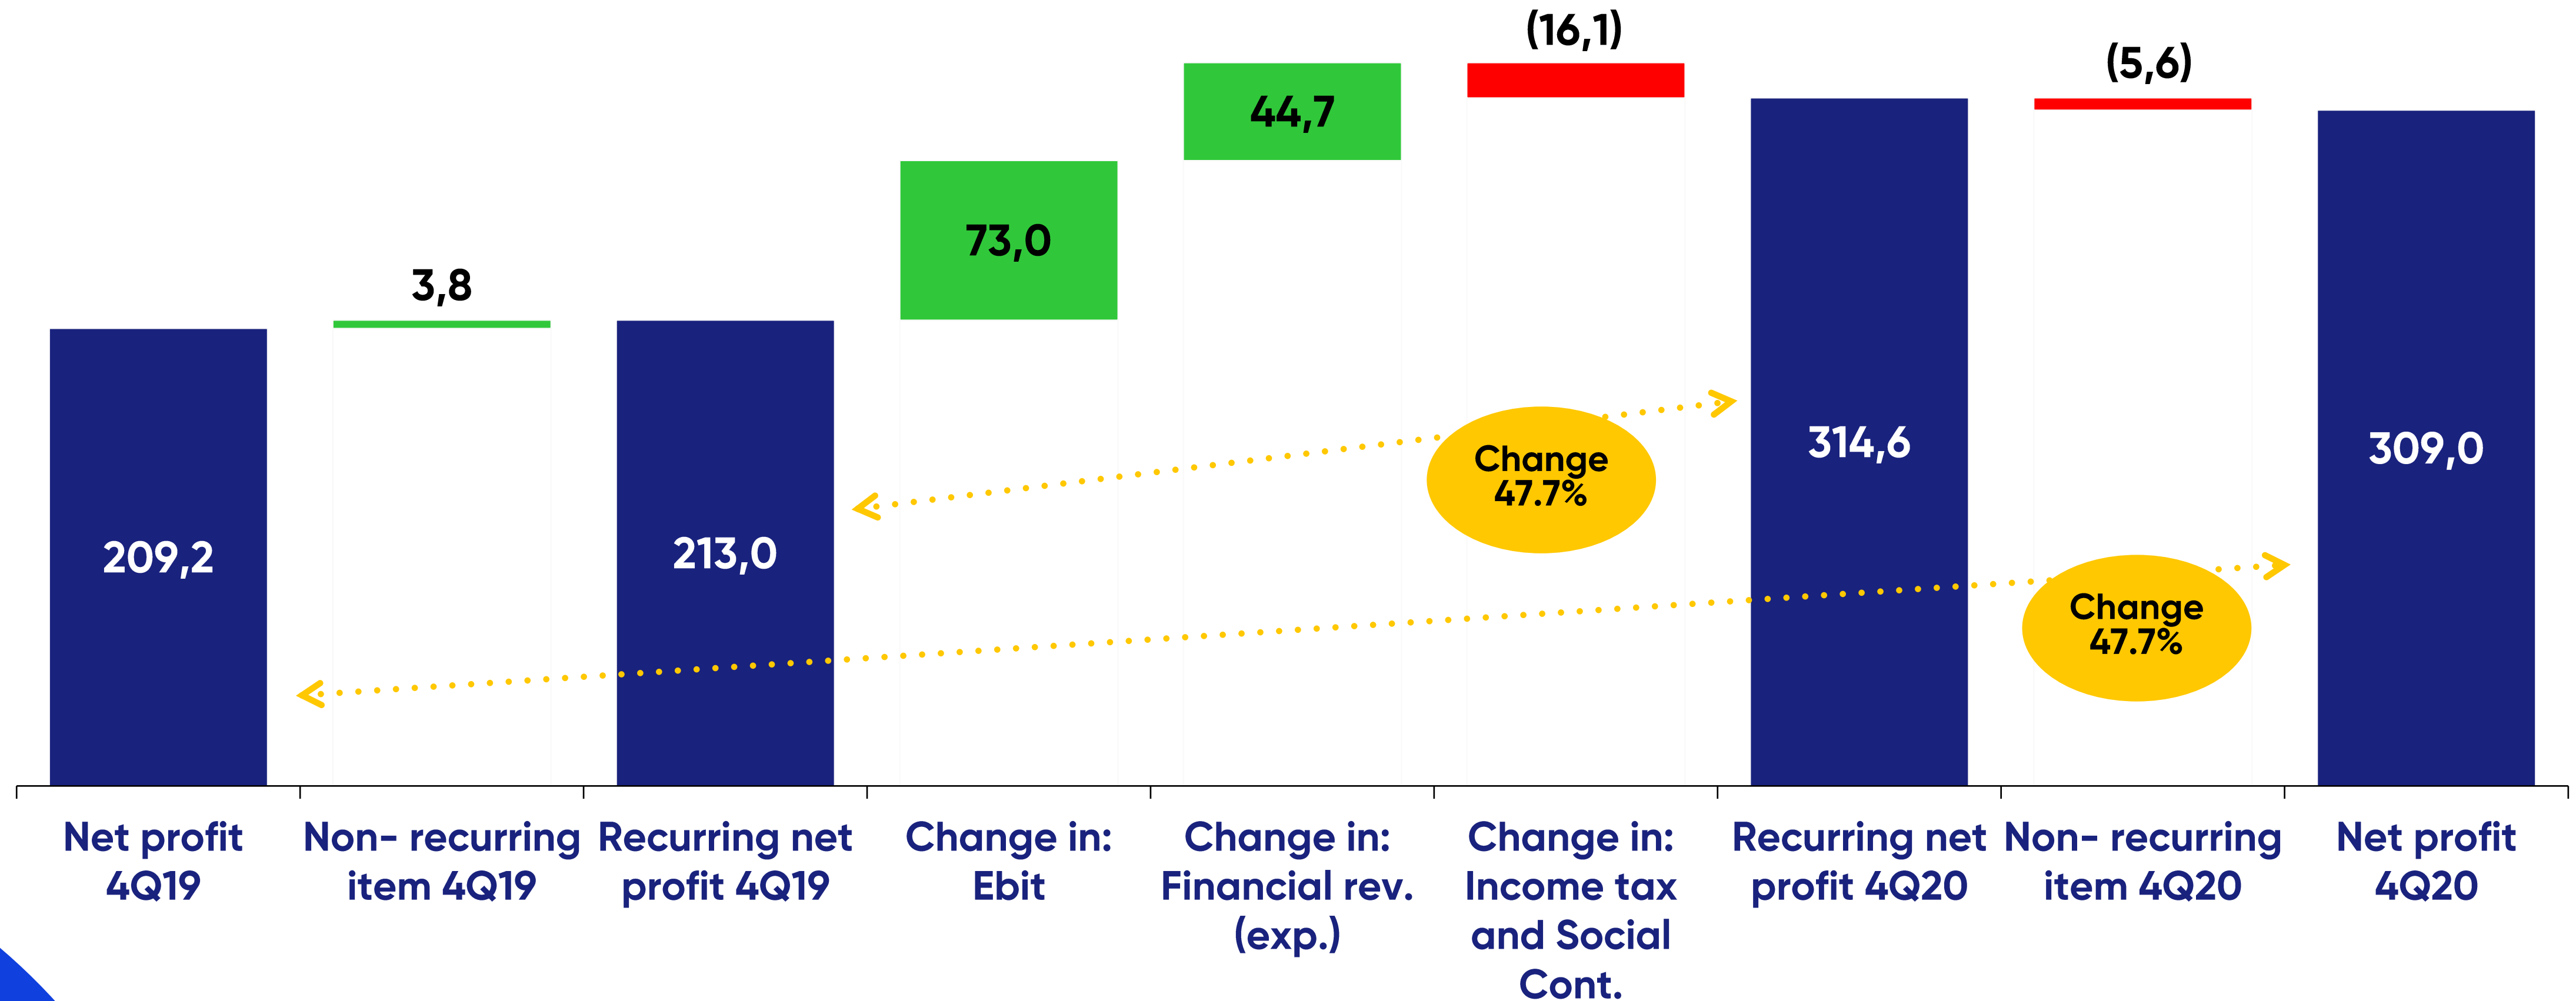 (16,1)
(5,6)
44,7
73,0
3,8
Change
47.7%
314,6
309,0
209,2
213,0
Change
47.7%
Net profit
4Q19
Non- recurring
item 4Q19
Recurring net
profit 4Q19
Change in:
Ebit
Change in:
Financial rev.
(exp.)
Change in:
Income tax
and Social
Cont.
Recurring net
profit 4Q20
Non- recurring
item 4Q20
Net profit
4Q20